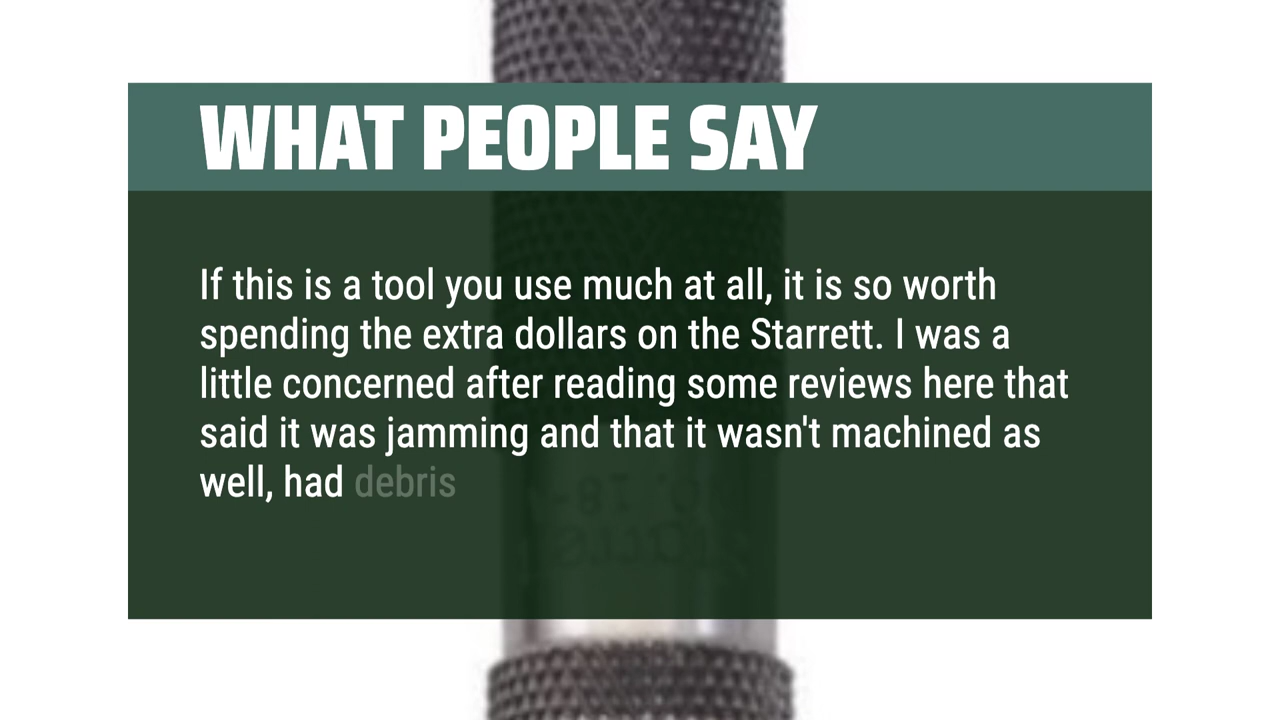 WHAT PEOPLE SAY
If this is a tool you use much at all, it is so worth
spending the extra dollars on the Starrett. I was a
little concerned after reading some reviews here that
said it was jamming and that it wasn't machined as
well, had debris